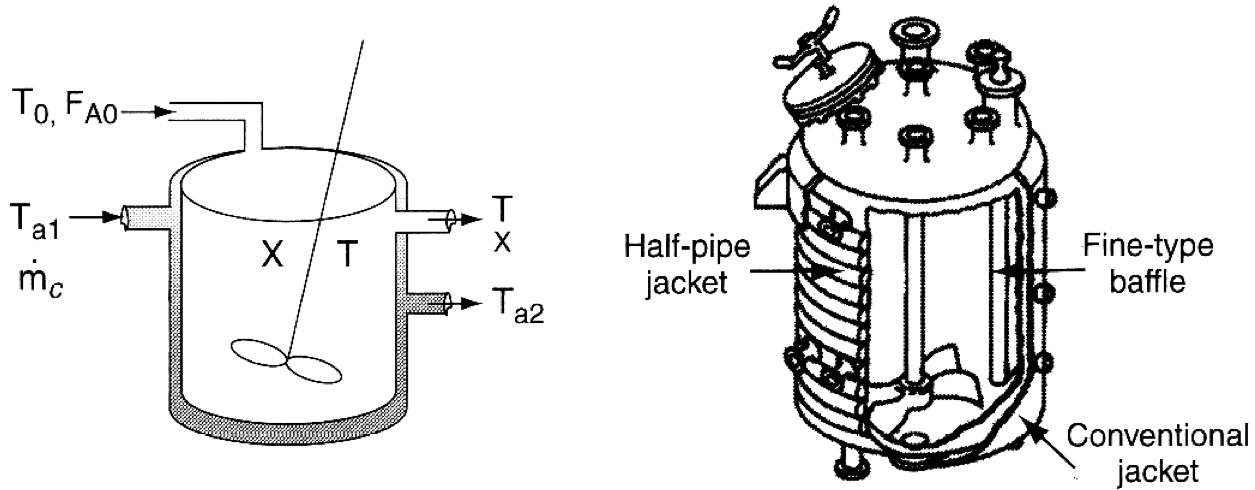 T0, FA0
Ta1
ṁc
X T
T
X
Ta2
Half-pipe
jacket
Fine-type
baffle
Conventional
jacket